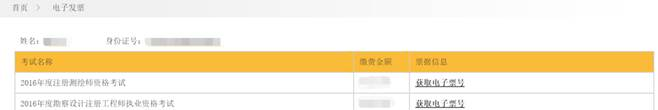 首页 > 电子发票
姓名： 身份证号：
考试名称 缴费金额 票据信息
2016年度注册测绘师资格考试 获取电子票号
2016年度勘察设计注册工程师执业资格考试 获取电子票号